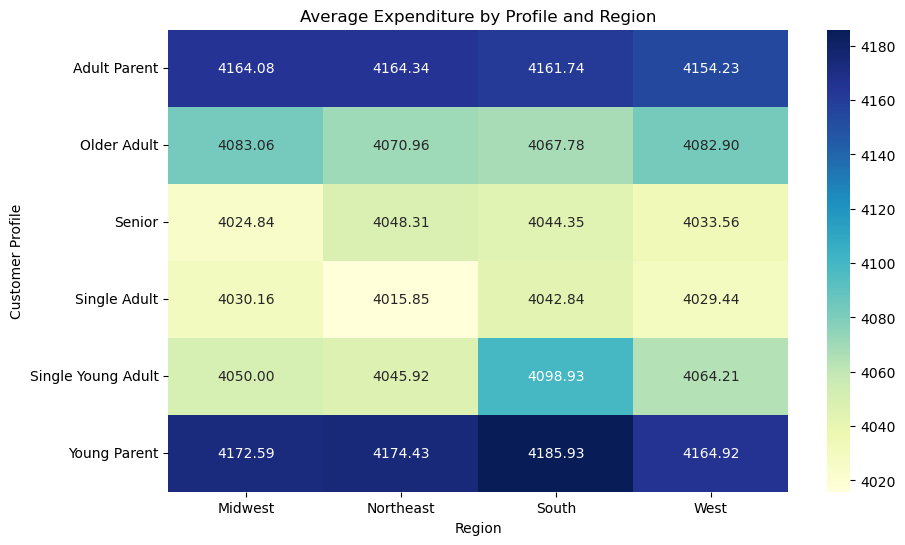 Average Expenditure by Profile and Region
Adult Parent 4164.08 4164.34 4161.74 4154.23
Older Adult 4083.06 4070.96 4067.78 4082.90
Senior 4024.84 4048.31 4044.35 4033.56
Single Adult 4030.16 4015.85 4042.84 4029.44
Single Young Adult 4050.00 4045.92 4098.93 4064.21
Young Parent 4172.59 4174.43 4185.93 4164.92
Midwest Northeast South West
Region
Customer Profile
4180
4160
4140
4120
4100
4080
4060
4040
4020